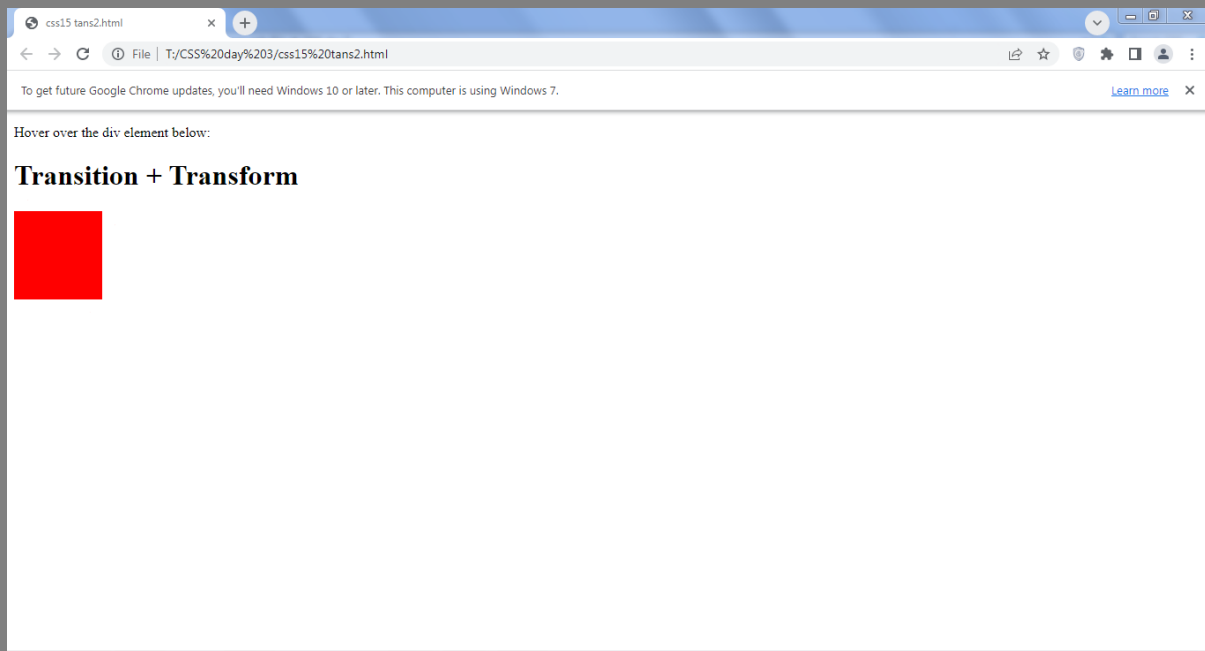 css15 tans2.html
File T:/CSS%20day%203/css15%20tans2.html
To get future Google Chrome updates, you'll need Windows 10 or later. This computer is using Windows 7. Learn more
Hover over the div element below:
Transition + Transform